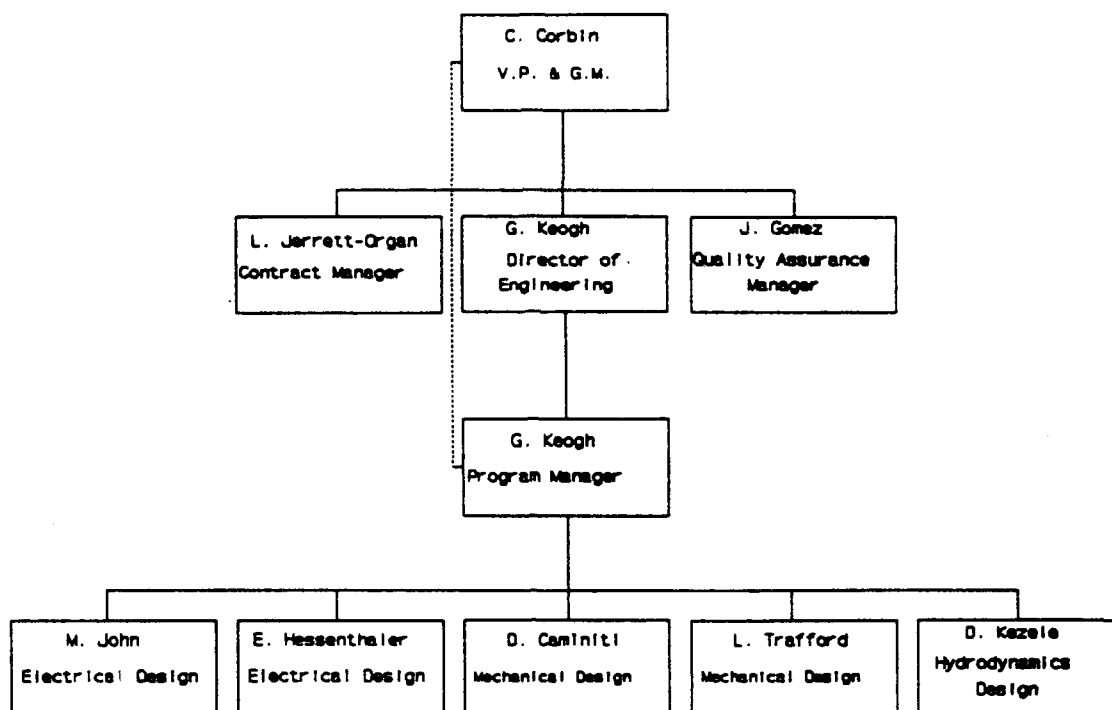 C. Corbin
V.P. & G.M.
L. Jerrett-Organ
Contract Manager
G. Keogh
Director of
Engineering
J. Gomez
Quality Assurance
Manager
G. Keogh
Program Manager
M. John
Electrical Design
E. Hessenthaler
Electrical Design
D. Caminiti
Mechanical Design
L. Trafford
Mechanical Design
D. Kazele
Hydrodynamics
Design